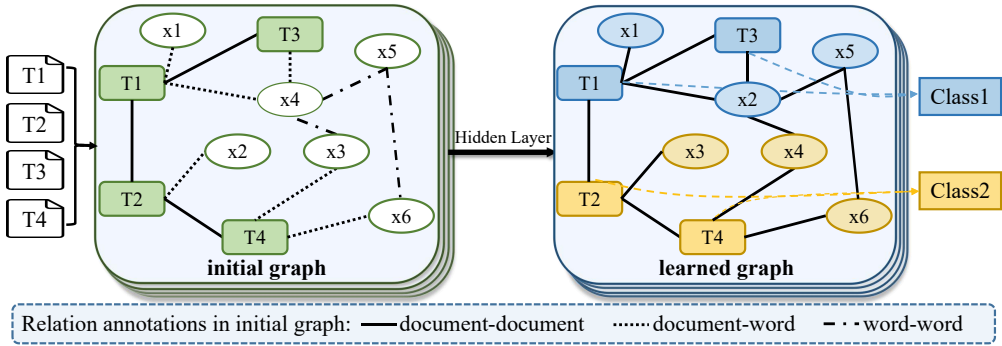 T1
T2
T3
T4
x1
T3
x5
T1
x4
x2
x3
T2
T4
x6
initial graph
Hidden Layer
x1
T3
x5
T1
x2
x3
x4
T2
T4
x6
learned graph
Class1
Class2
Relation annotations in initial graph: document-document document-word word-word